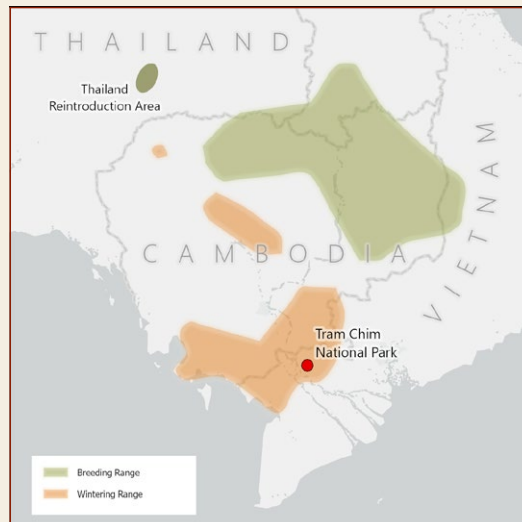 THAILAND
Thailand
Reintroduction Area
VIETNAM
CAMBODIA
Tram Chim
National Park
Breeding Range
Wintering Range